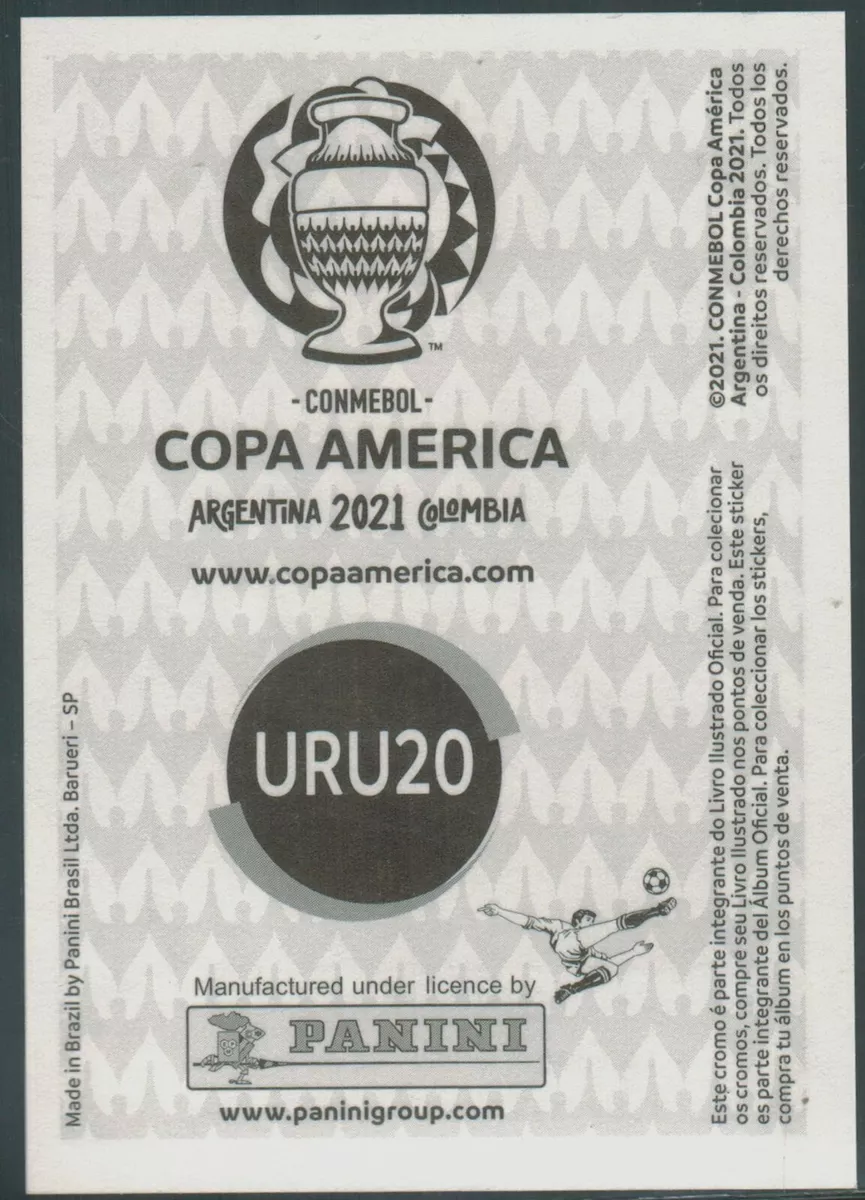 TM
- CONMEBOL -
COPA AMERICA
ARGENTINA 2021 COLOMBIA
www.copaamerica.com
URU20
Manufactured under licence by
PANINI
www.paninigroup.com
Made in Brazil by Panini Brasil Ltda. Barueri – SP
©2021. CONMEBOL Copa América
Argentina - Colombia 2021. Todos
os direitos reservados. Todos los
derechos reservados.
Este cromo é parte integrante do Livro Ilustrado Oficial. Para colecionar
os cromos, compre seu Livro Ilustrado nos pontos de venda. Este sticker
es parte integrante del Álbum Oficial. Para coleccionar los stickers,
compra tu álbum en los puntos de venta.